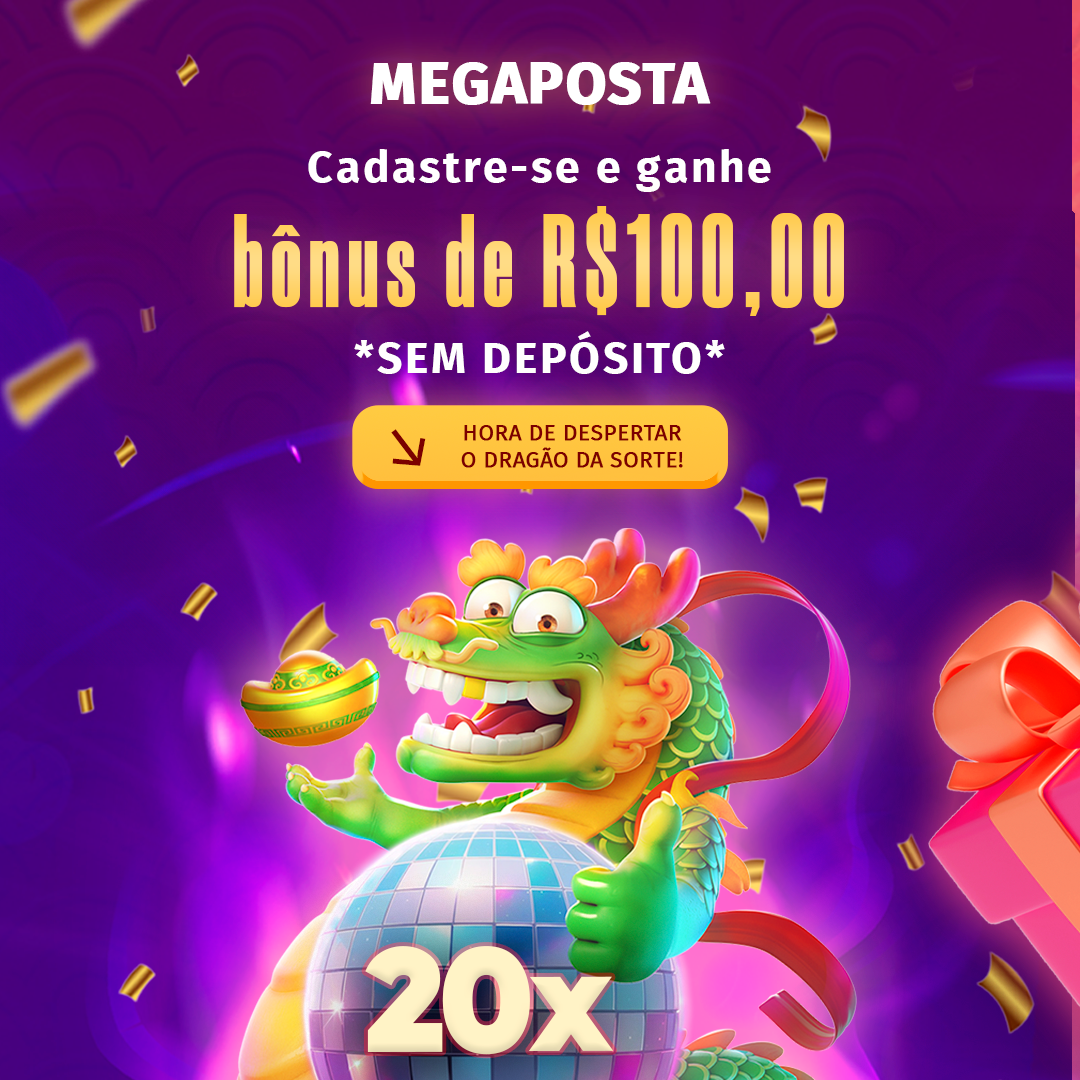 MEGAPOSTA
Cadastre-se e ganhe
bônus de R$100,00
*SEM DEPÓSITO*
HORA DE DESPERTAR
O DRAGÃO DA SORTE!
20x